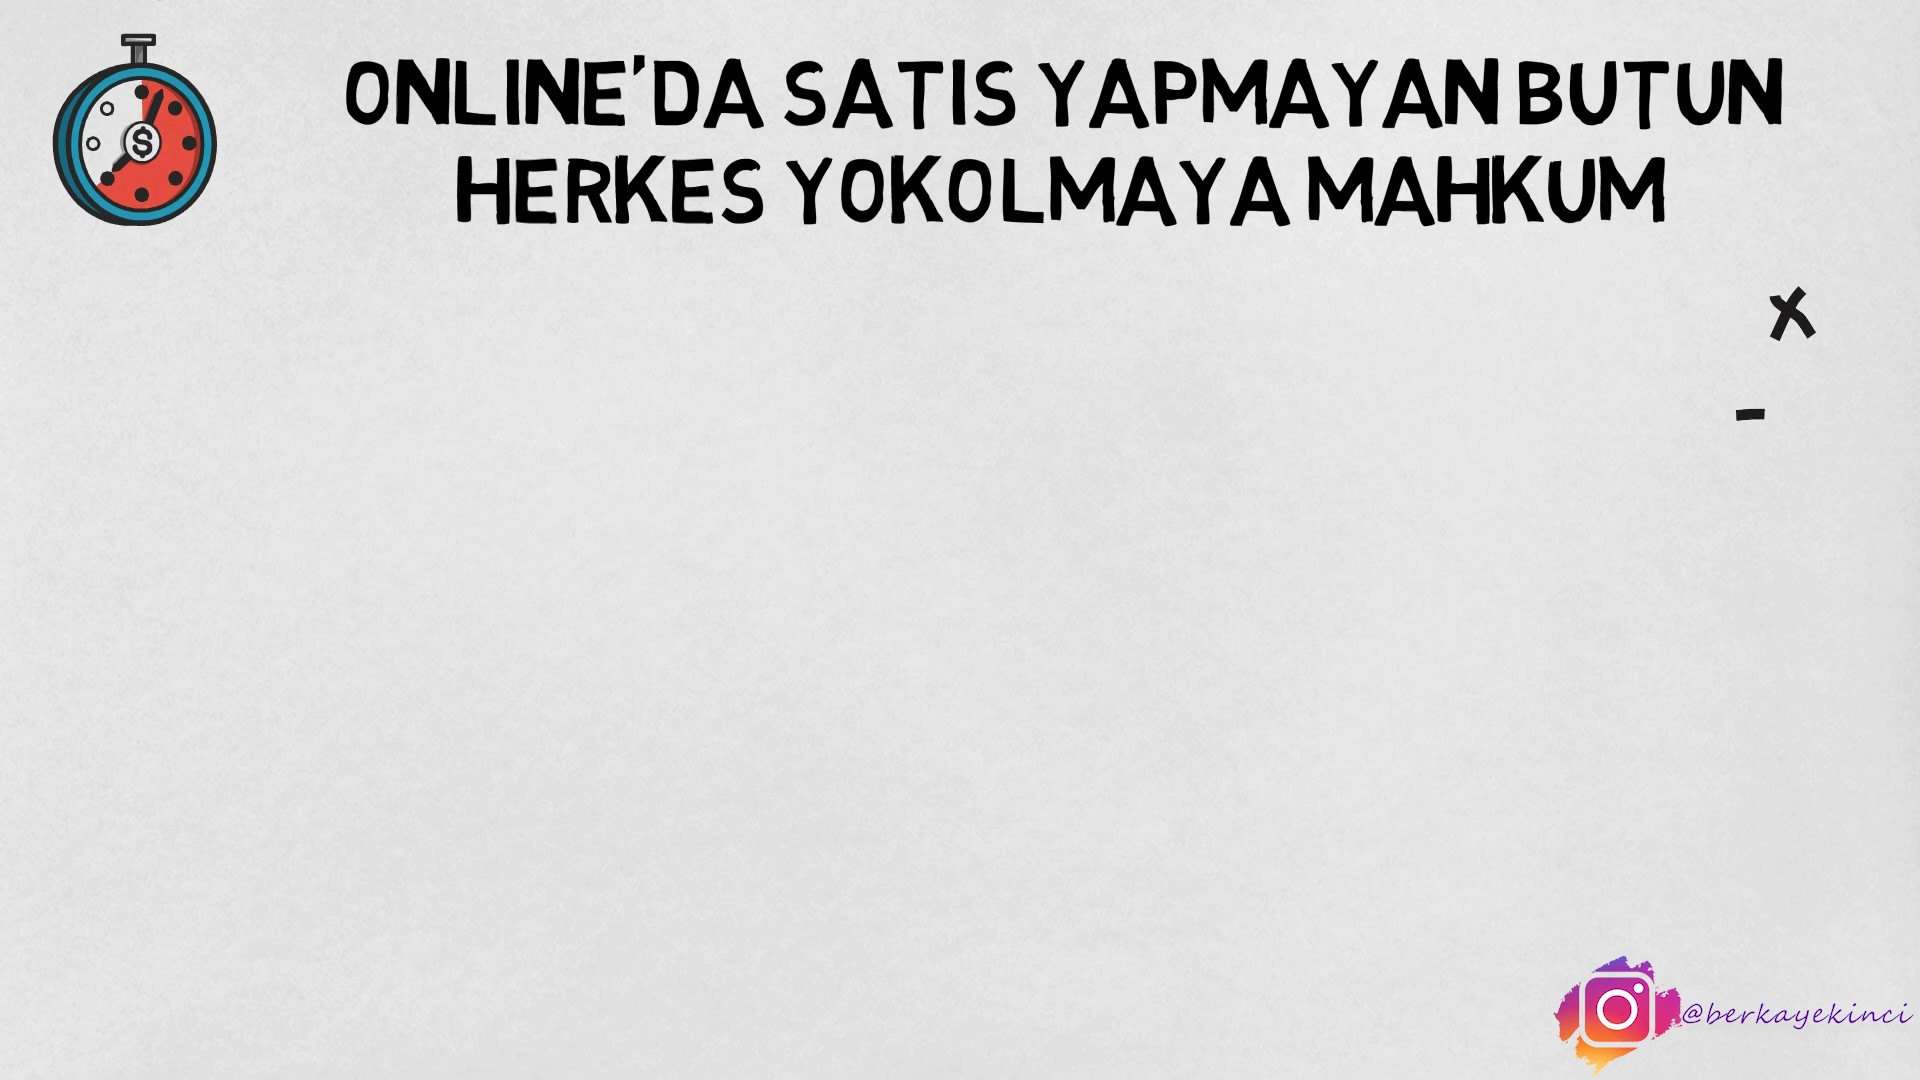 ONLINE'DA SATIS YAPMAYAN BUTUN
HERKES YOKOLMAYA MAHKUM
x
-
$
@berkayekinci